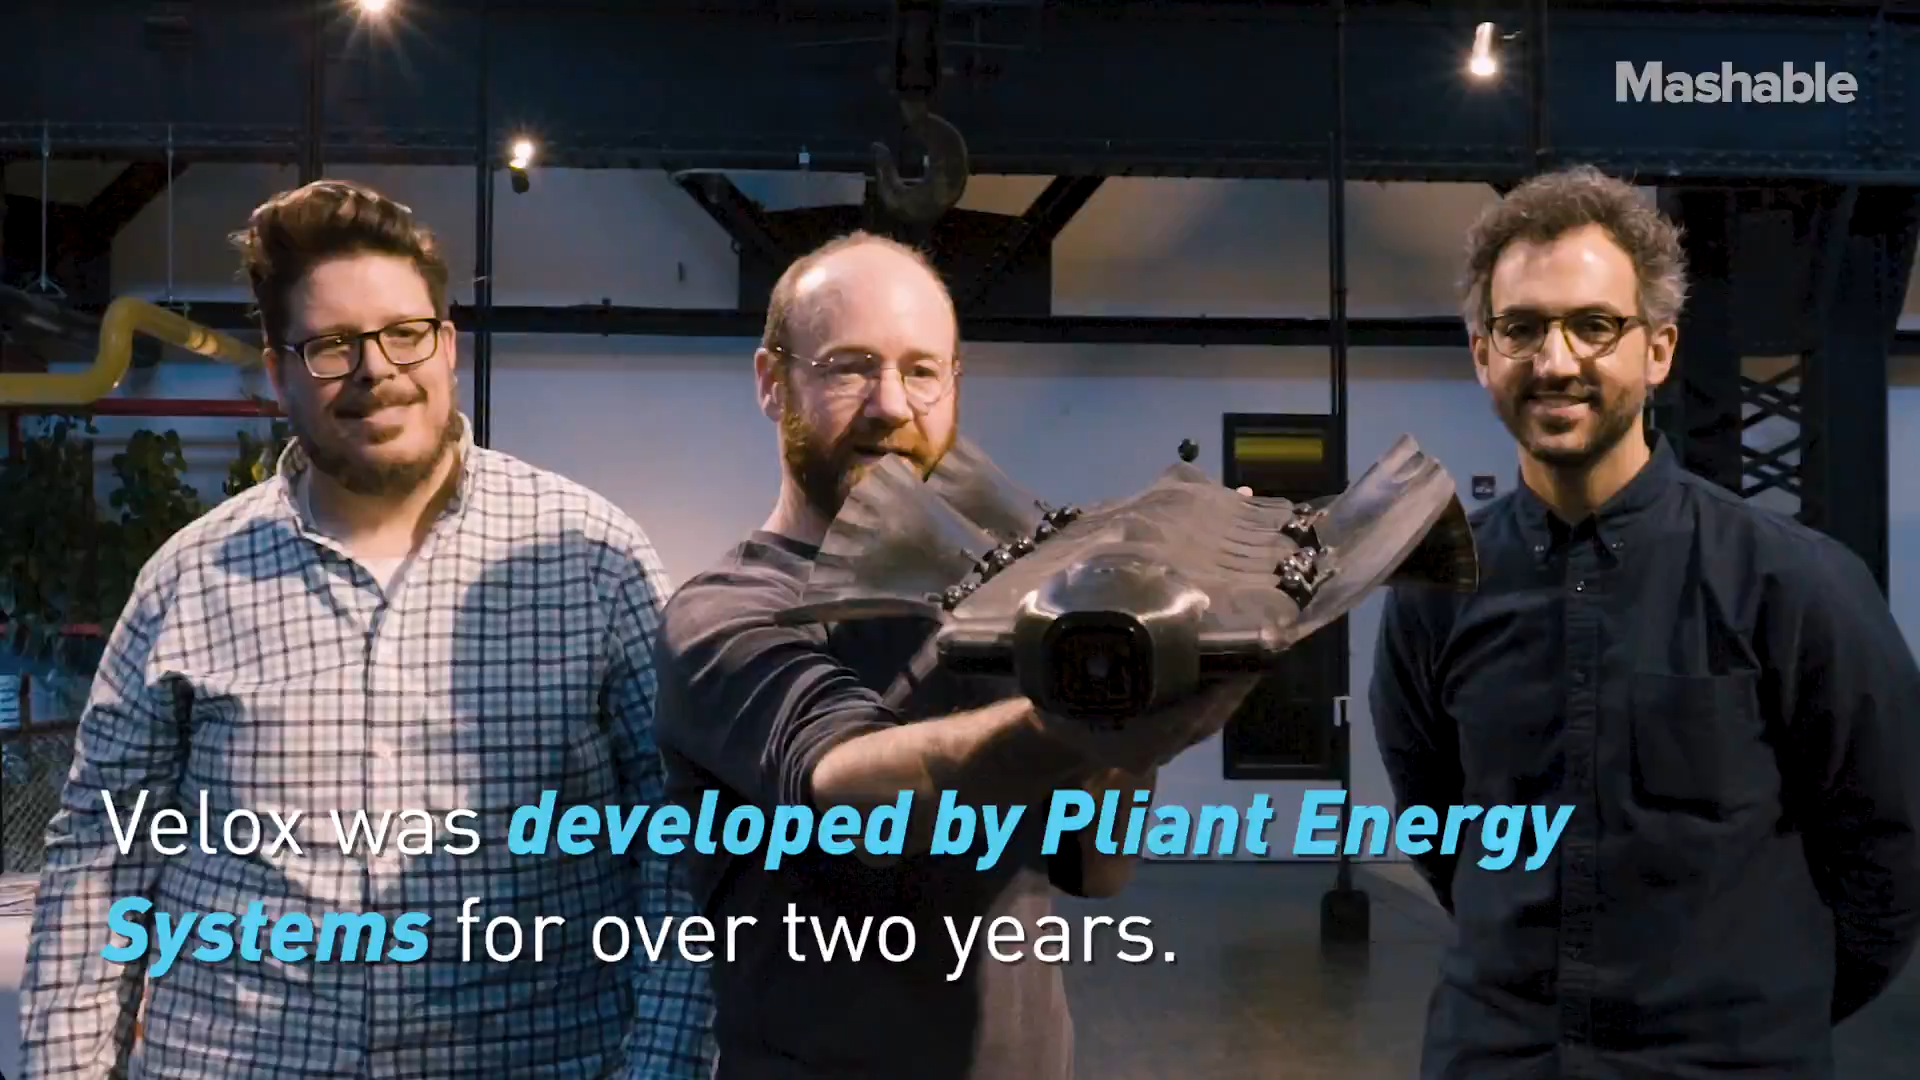 Mashable
Velox was developed by Pliant Energy
Systems for over two years.